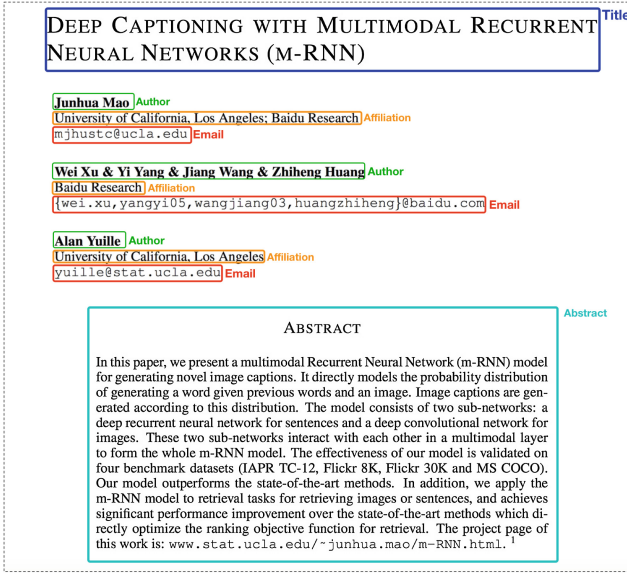 DEEP CAPTIONING WITH MULTIMODAL RECURRENT Title
NEURAL NETWORKS (M-RNN)
Junhua Mao Author
University of California, Los Angeles; Baidu Research Affiliation
mjhustc@ucla.edu Email
Wei Xu & Yi Yang & Jiang Wang & Zhiheng Huang Author
Baidu Research Affiliation
{wei.xu,yangyi05,wangjiang03,huangzhiheng}@baidu.com Email
Alan Yuille Author
University of California, Los Angeles Affiliation
yuille@stat.ucla.edu Email
Abstract
ABSTRACT
In this paper, we present a multimodal Recurrent Neural Network (m-RNN) model
for generating novel image captions. It directly models the probability distribution
of generating a word given previous words and an image. Image captions are gen-
erated according to this distribution. The model consists of two sub-networks: a
deep recurrent neural network for sentences and a deep convolutional network for
images. These two sub-networks interact with each other in a multimodal layer
to form the whole m-RNN model. The effectiveness of our model is validated on
four benchmark datasets (IAPR TC-12, Flickr 8K, Flickr 30K and MS COCO).
Our model outperforms the state-of-the-art methods. In addition, we apply the
m-RNN model to retrieval tasks for retrieving images or sentences, and achieves
significant performance improvement over the state-of-the-art methods which di-
rectly optimize the ranking objective function for retrieval. The project page of
this work is: www.stat.ucla.edu/~junhua.mao/m-RNN.html. 1